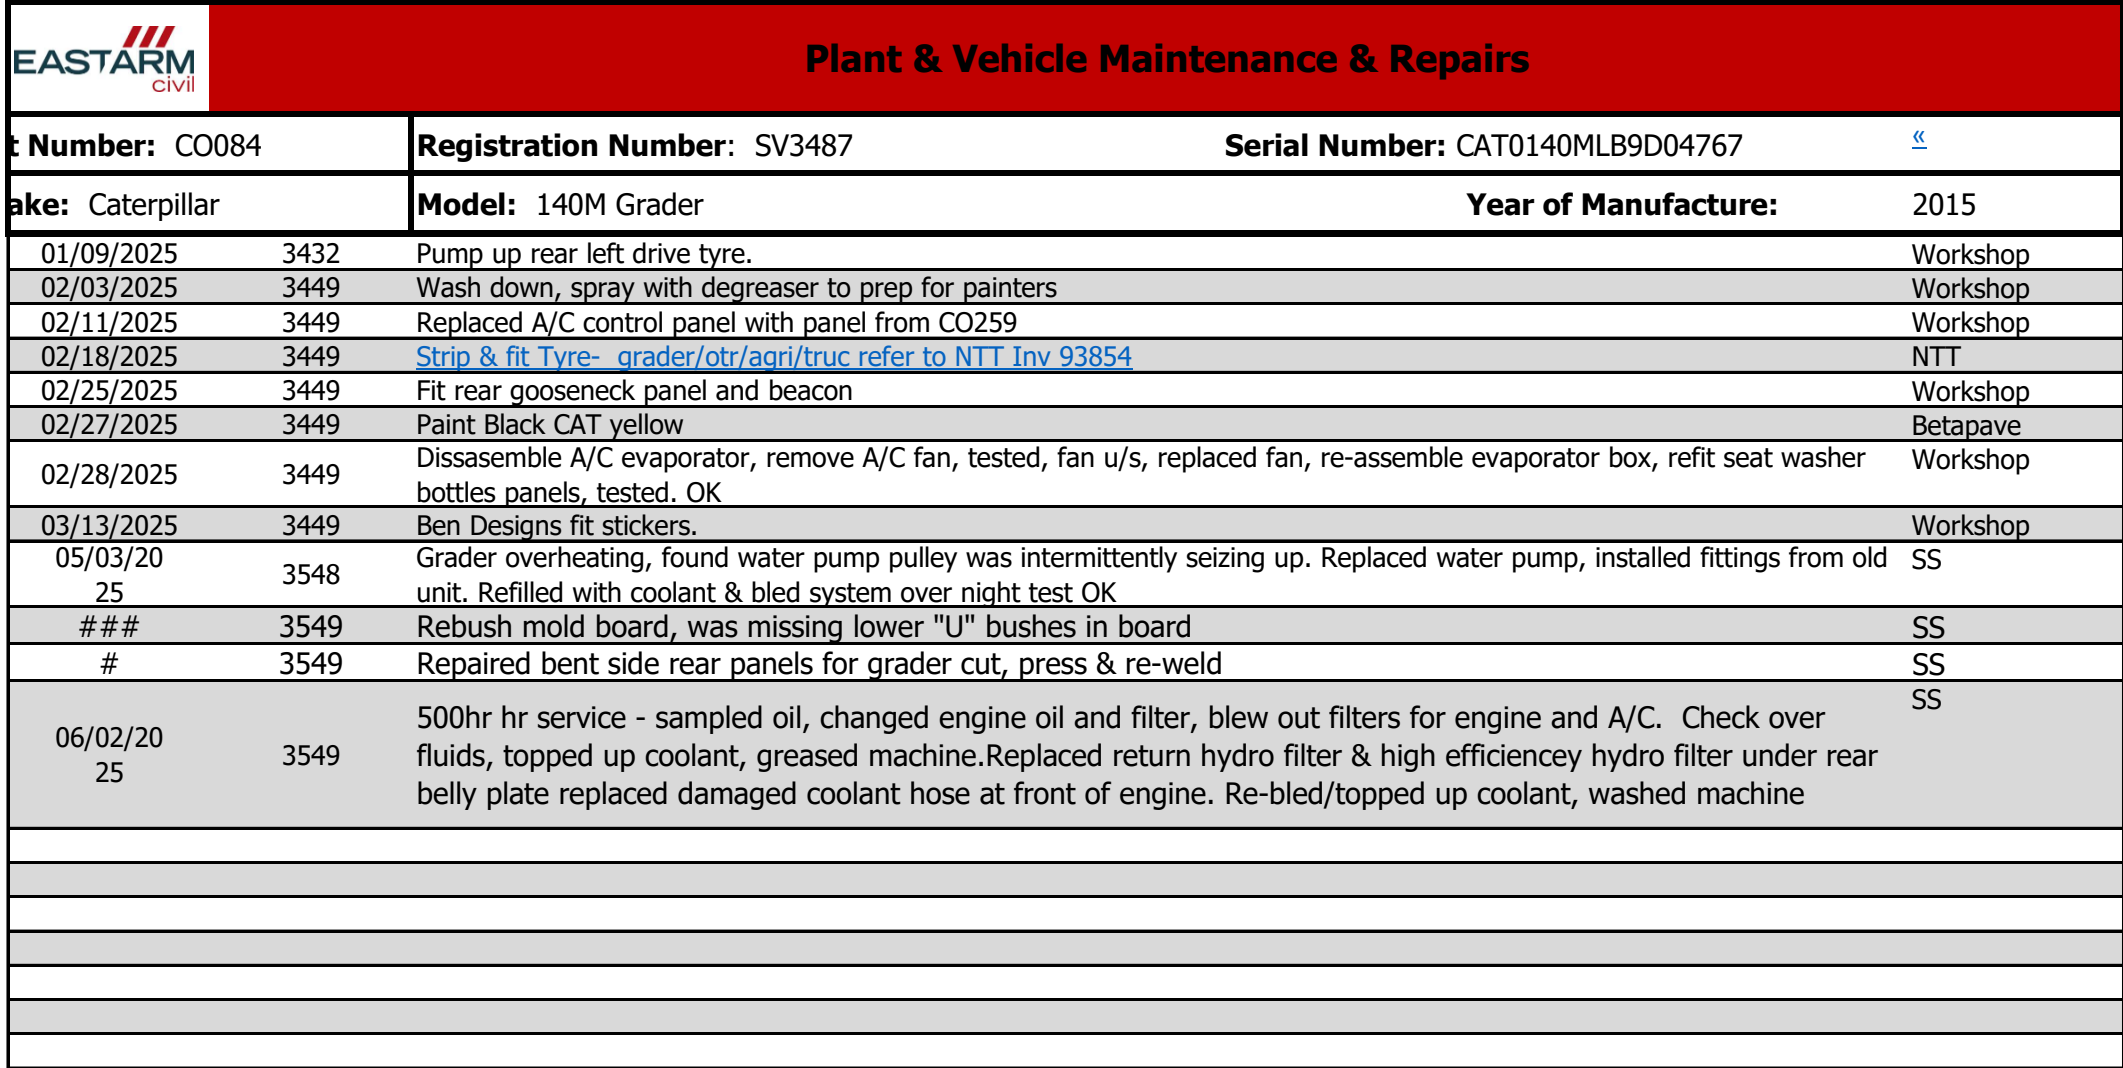 EASTARM
civil
Plant & Vehicle Maintenance & Repairs
t Number: CO084 Registration Number: SV3487 Serial Number: CAT0140MLB9D04767 «
ake: Caterpillar Model: 140M Grader Year of Manufacture: 2015
01/09/2025 3432 Pump up rear left drive tyre. Workshop
02/03/2025 3449 Wash down, spray with degreaser to prep for painters Workshop
02/11/2025 3449 Replaced A/C control panel with panel from CO259 Workshop
02/18/2025 3449 Strip & fit Tyre- grader/otr/agri/truc refer to NTT Inv 93854 NTT
02/25/2025 3449 Fit rear gooseneck panel and beacon Workshop
02/27/2025 3449 Paint Black CAT yellow Betapave
02/28/2025 3449 Dissasemble A/C evaporator, remove A/C fan, tested, fan u/s, replaced fan, re-assemble evaporator box, refit seat washer Workshop
bottles panels, tested. OK
03/13/2025 3449 Ben Designs fit stickers. Workshop
05/03/20 3548 Grader overheating, found water pump pulley was intermittently seizing up. Replaced water pump, installed fittings from old SS
25 unit. Refilled with coolant & bled system over night test OK
### 3549 Rebush mold board, was missing lower "U" bushes in board SS
# 3549 Repaired bent side rear panels for grader cut, press & re-weld SS
500hr hr service - sampled oil, changed engine oil and filter, blew out filters for engine and A/C. Check over SS
06/02/20 3549 fluids, topped up coolant, greased machine.Replaced return hydro filter & high efficiencey hydro filter under rear
25 belly plate replaced damaged coolant hose at front of engine. Re-bled/topped up coolant, washed machine